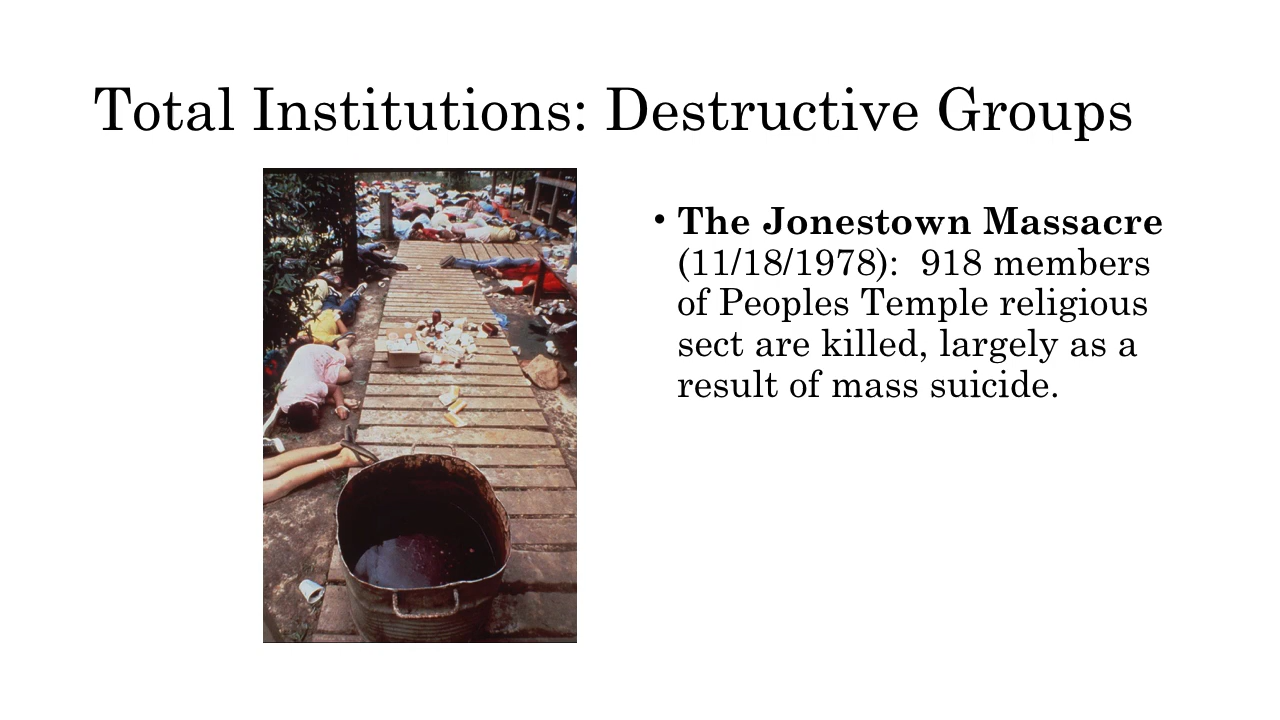 Total Institutions: Destructive Groups
• The Jonestown Massacre
(11/18/1978):  918 members
of Peoples Temple religious
sect are killed, largely as a
result of mass suicide.